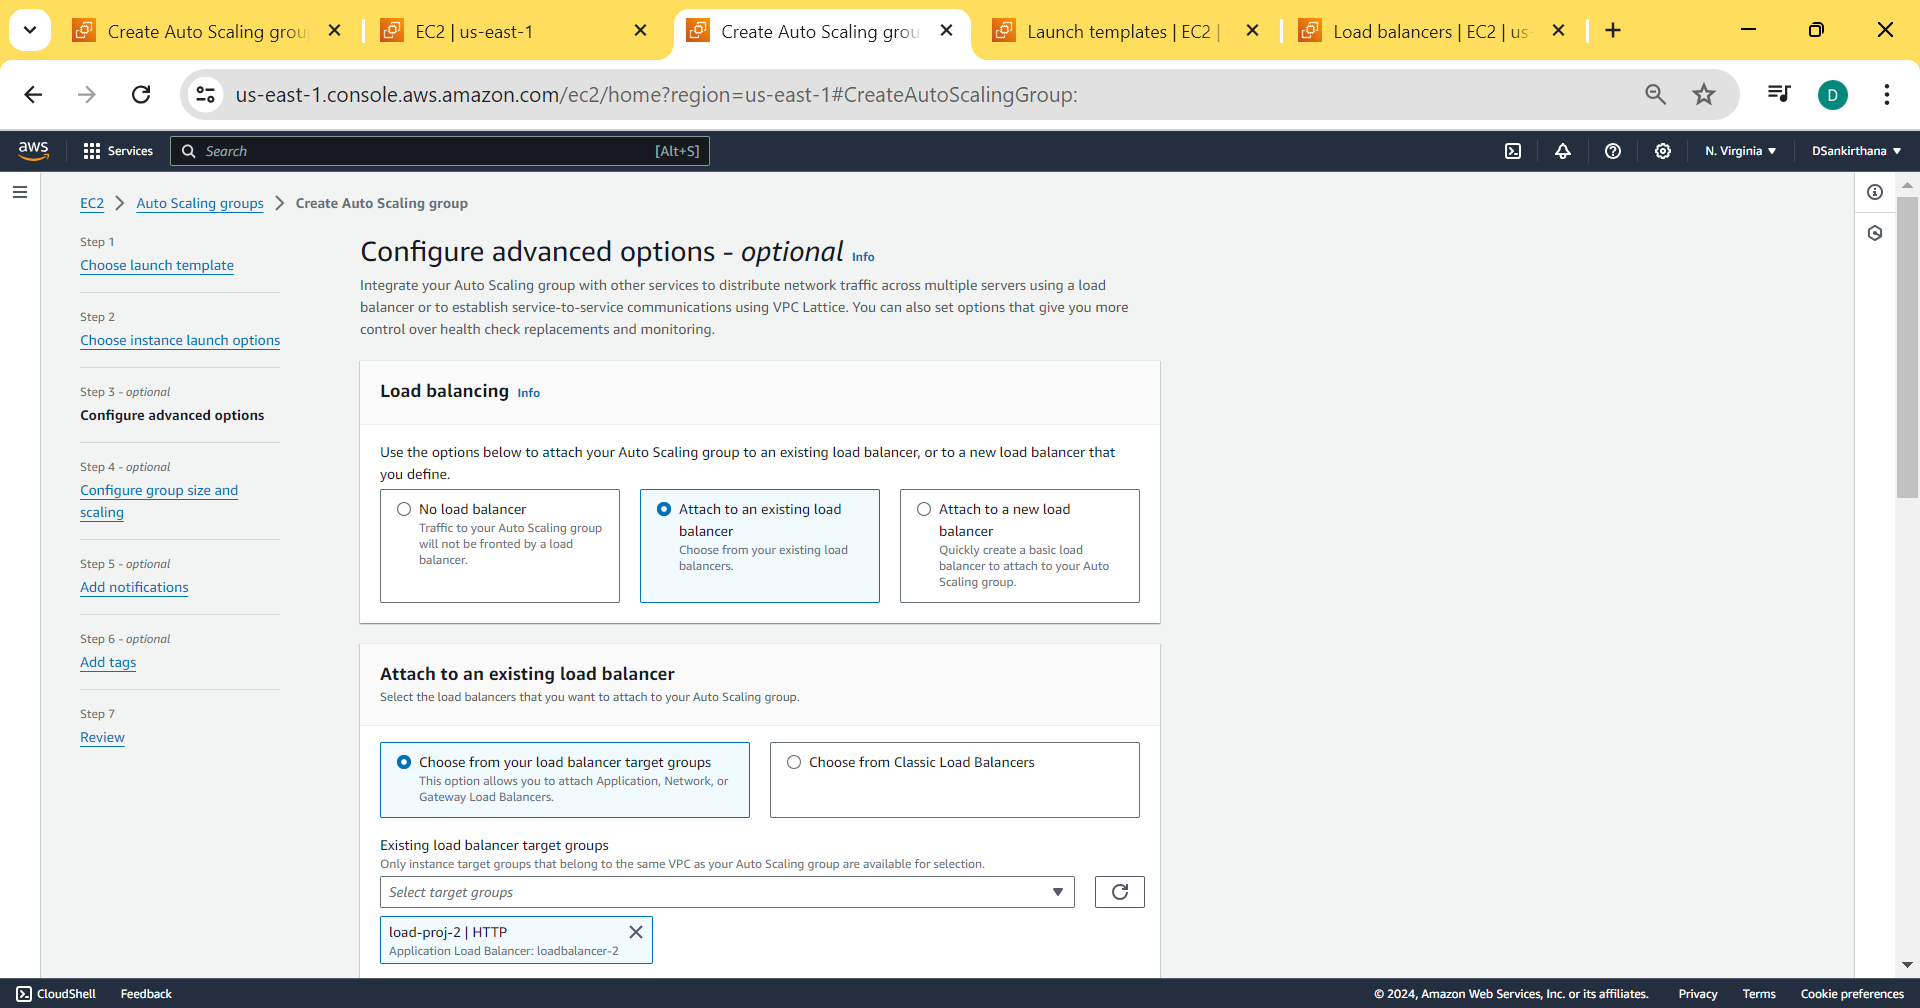 Create Auto Scaling grou
EC2 | us-east-1
Create Auto Scaling grou
Launch templates | EC2 |
Load balancers | EC2 | us-
us-east-1.console.aws.amazon.com/ec2/home?region=us-east-1#CreateAutoScalingGroup:
D
aws
Services
Search
[Alt+S]
N. Virginia
DSankirthana
EC2
Auto Scaling groups
Create Auto Scaling group
Step 1
Choose launch template
Step 2
Choose instance launch options
Step 3 - optional
Configure advanced options
Step 4 - optional
Configure group size and
scaling
Step 5 - optional
Add notifications
Step 6 - optional
Add tags
Step 7
Review
Configure advanced options - optional Info
Integrate your Auto Scaling group with other services to distribute network traffic across multiple servers using a load
balancer or to establish service-to-service communications using VPC Lattice. You can also set options that give you more
control over health check replacements and monitoring.
Load balancing Info
Use the options below to attach your Auto Scaling group to an existing load balancer, or to a new load balancer that
you define.
No load balancer
Traffic to your Auto Scaling group
will not be fronted by a load
balancer.
Attach to an existing load
balancer
Choose from your existing load
balancers.
Attach to a new load
balancer
Quickly create a basic load
balancer to attach to your Auto
Scaling group.
Attach to an existing load balancer
Select the load balancers that you want to attach to your Auto Scaling group.
Choose from your load balancer target groups
This option allows you to attach Application, Network, or
Gateway Load Balancers.
Choose from Classic Load Balancers
Existing load balancer target groups
Only instance target groups that belong to the same VPC as your Auto Scaling group are available for selection.
Select target groups
load-proj-2 | HTTP
Application Load Balancer: loadbalancer-2
CloudShell
Feedback
© 2024, Amazon Web Services, Inc. or its affiliates.
Privacy
Terms
Cookie preferences